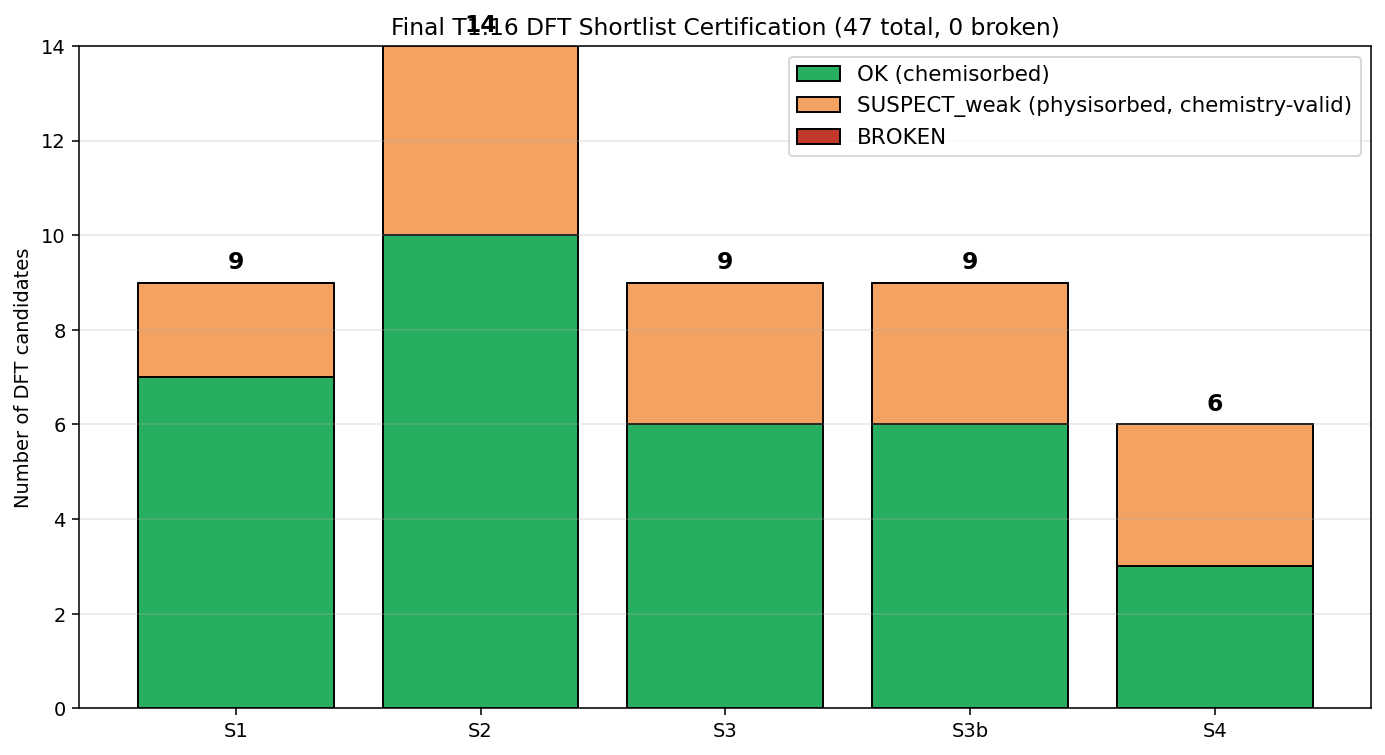 Final T1.16 DFT Shortlist Certification (47 total, 0 broken)
14
OK (chemisorbed)
SUSPECT_weak (physisorbed, chemistry-valid)
BROKEN
Number of DFT candidates
14
12
10
8
6
4
2
0
9
9
9
6
S1
S2
S3
S3b
S4